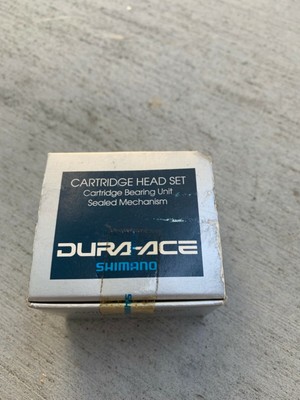 CARTRIDGE HEAD SET
Cartridge Bearing Unit
Sealed Mechanism
DURA-ACE
SHIMANO